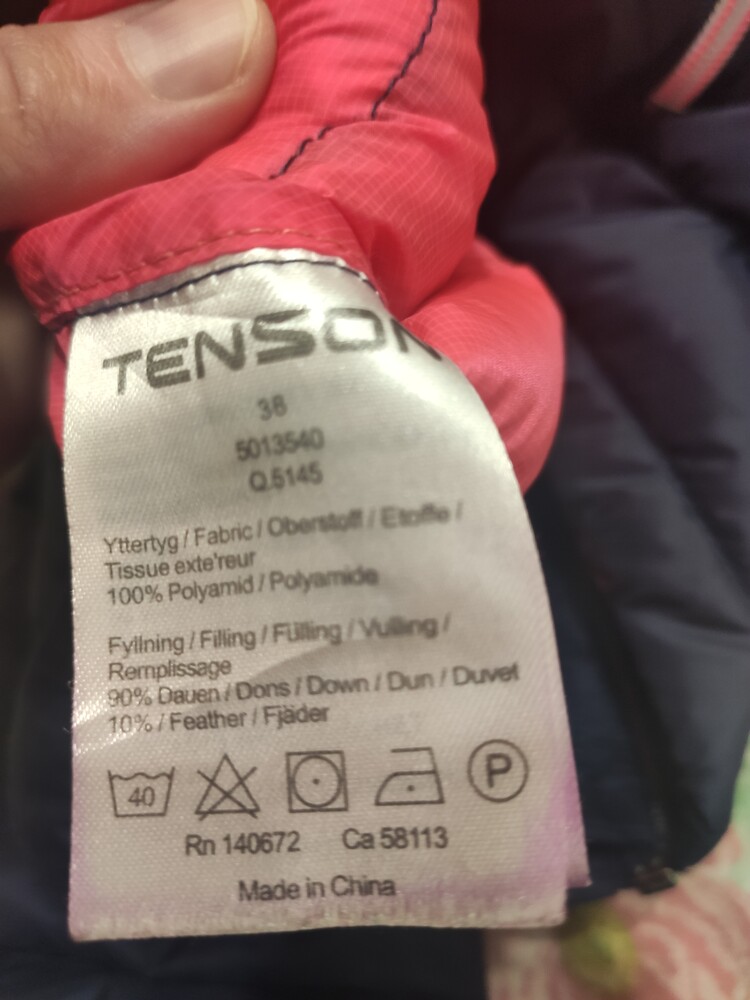 TENSON
38
5013540
Q.5145
Yttertyg / Fabric / Oberstoff / Etoffe /
Tissue exte'reur
100% Polyamid / Polyamide
Fyllning / Filling / Fülling / Vulling /
Remplissage
90% Dauen / Dons / Down / Dun / Duvet
10% / Feather / Fjäder
40 P
Rn 140672 Ca 58113
Made in China